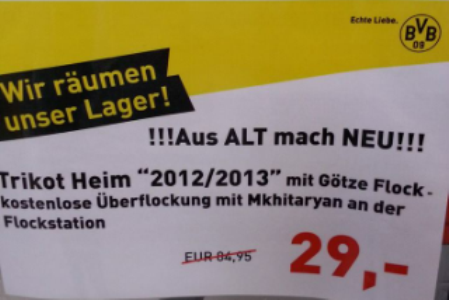 Echte Liebe.
BVB
09
Wir räumen
unser Lager!
!!!Aus ALT mach NEU!!!
Trikot Heim "2012/2013" mit Götze Flock -
kostenlose Überflockung mit Mkhitaryan an der
Flockstation
EUR 84,95
29,-